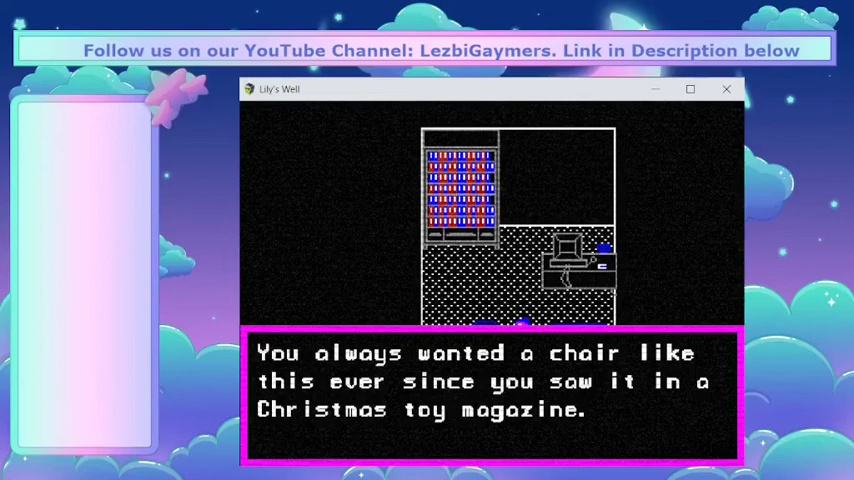 Follow us on our YouTube Channel: LezbiGaymers. Link in Description below
Lily's Well
You always wanted a chair like
this ever since you saw it in a
Christmas toy magazine.